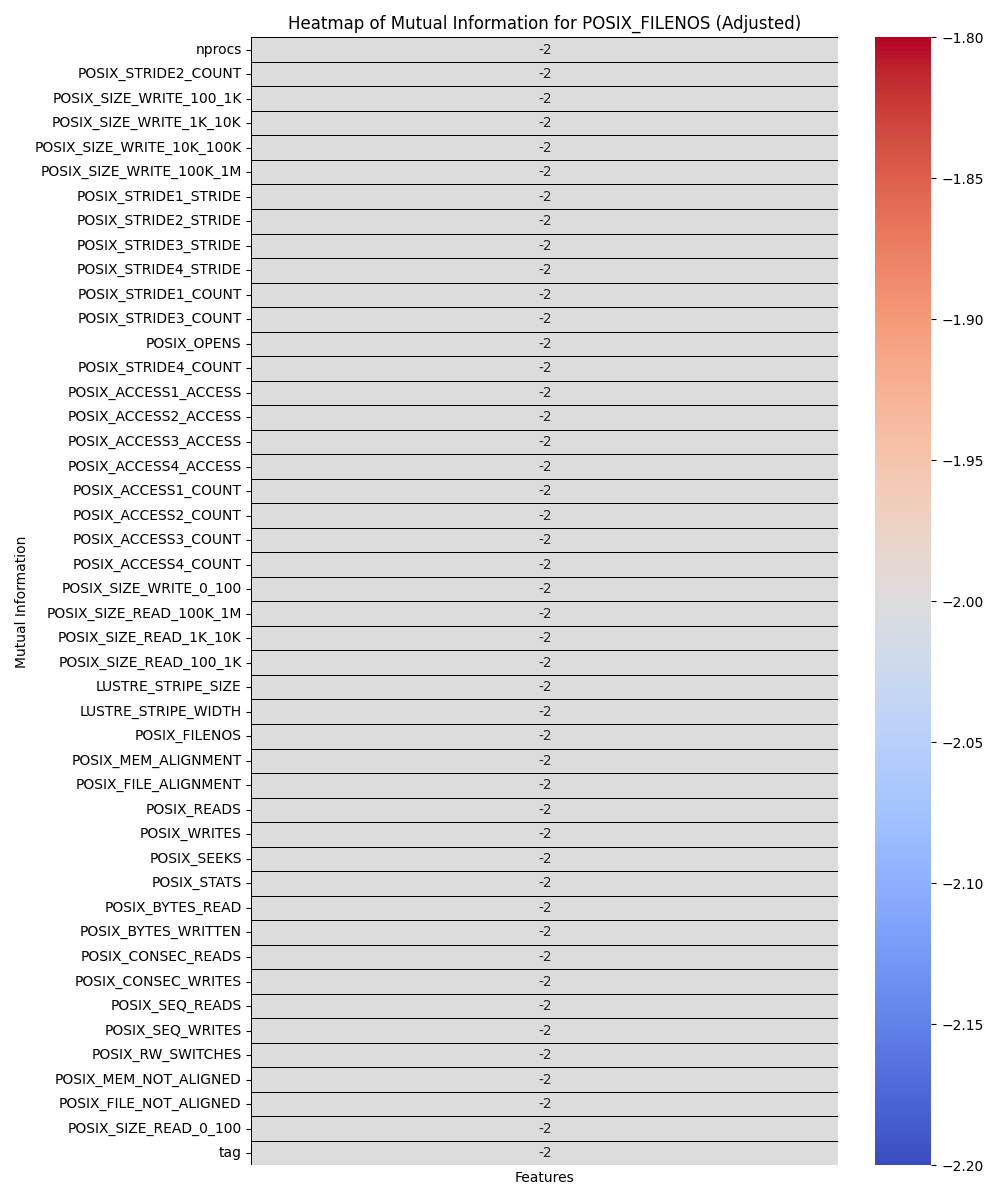 Heatmap of Mutual Information for POSIX_FILENOS (Adjusted)
nprocs -2
POSIX_STRIDE2_COUNT -2
POSIX_SIZE_WRITE_100_1K -2
POSIX_SIZE_WRITE_1K_10K -2
POSIX_SIZE_WRITE_10K_100K -2
POSIX_SIZE_WRITE_100K_1M -2
POSIX_STRIDE1_STRIDE -2
POSIX_STRIDE2_STRIDE -2
POSIX_STRIDE3_STRIDE -2
POSIX_STRIDE4_STRIDE -2
POSIX_STRIDE1_COUNT -2
POSIX_STRIDE3_COUNT -2
POSIX_OPENS -2
POSIX_STRIDE4_COUNT -2
POSIX_ACCESS1_ACCESS -2
POSIX_ACCESS2_ACCESS -2
POSIX_ACCESS3_ACCESS -2
POSIX_ACCESS4_ACCESS -2
POSIX_ACCESS1_COUNT -2
POSIX_ACCESS2_COUNT -2
POSIX_ACCESS3_COUNT -2
POSIX_ACCESS4_COUNT -2
POSIX_SIZE_WRITE_0_100 -2
POSIX_SIZE_READ_100K_1M -2
POSIX_SIZE_READ_1K_10K -2
POSIX_SIZE_READ_100_1K -2
LUSTRE_STRIPE_SIZE -2
LUSTRE_STRIPE_WIDTH -2
POSIX_FILENOS -2
POSIX_MEM_ALIGNMENT -2
POSIX_FILE_ALIGNMENT -2
POSIX_READS -2
POSIX_WRITES -2
POSIX_SEEKS -2
POSIX_STATS -2
POSIX_BYTES_READ -2
POSIX_BYTES_WRITTEN -2
POSIX_CONSEC_READS -2
POSIX_CONSEC_WRITES -2
POSIX_SEQ_READS -2
POSIX_SEQ_WRITES -2
POSIX_RW_SWITCHES -2
POSIX_MEM_NOT_ALIGNED -2
POSIX_FILE_NOT_ALIGNED -2
POSIX_SIZE_READ_0_100 -2
tag -2
Mutual Information
Features
−1.80
−1.85
−1.90
−1.95
−2.00
−2.05
−2.10
−2.15
−2.20